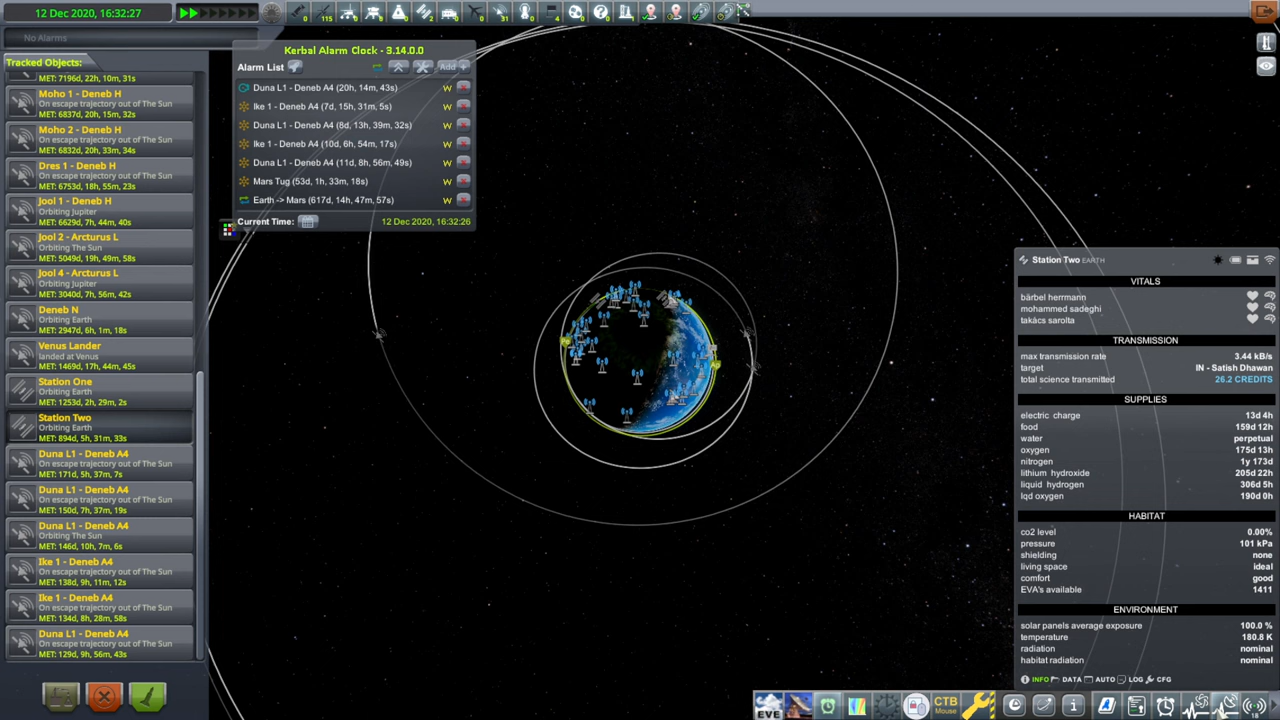 12 Dec 2020, 16:32:27
0
115
0
0
0
2
0
0
31
0
4
0
0
0
No Alarms
Tracked Objects:
MET: 7196d, 22h, 10m, 31s
Moho 1 - Deneb H
On escape trajectory out of The Sun
MET: 6837d, 20h, 15m, 32s
Moho 2 - Deneb H
On escape trajectory out of The Sun
MET: 6832d, 20h, 33m, 34s
Dres 1 - Deneb H
On escape trajectory out of The Sun
MET: 6753d, 18h, 55m, 23s
Jool 1 - Deneb H
Orbiting Jupiter
MET: 6629d, 7h, 44m, 40s
Jool 2 - Arcturus L
Orbiting The Sun
MET: 5049d, 19h, 49m, 58s
Jool 4 - Arcturus L
Orbiting Jupiter
MET: 3040d, 7h, 56m, 42s
Deneb N
Orbiting Earth
MET: 2947d, 6h, 1m, 18s
Venus Lander
landed at Venus
MET: 1469d, 17h, 44m, 45s
Station One
Orbiting Earth
MET: 1253d, 2h, 29m, 2s
Station Two
Orbiting Earth
MET: 894d, 5h, 31m, 33s
Duna L1 - Deneb A4
On escape trajectory out of The Sun
MET: 171d, 5h, 37m, 7s
Duna L1 - Deneb A4
On escape trajectory out of The Sun
MET: 150d, 7h, 37m, 19s
Duna L1 - Deneb A4
Orbiting The Sun
MET: 146d, 10h, 7m, 6s
Ike 1 - Deneb A4
On escape trajectory out of The Sun
MET: 138d, 9h, 11m, 12s
Ike 1 - Deneb A4
On escape trajectory out of The Sun
MET: 134d, 8h, 28m, 58s
Duna L1 - Deneb A4
On escape trajectory out of The Sun
MET: 129d, 9h, 56m, 43s
Kerbal Alarm Clock - 3.14.0.0
Alarm List Add +
Duna L1 - Deneb A4 (20h, 14m, 43s) W
Ike 1 - Deneb A4 (7d, 15h, 31m, 5s) W
Duna L1 - Deneb A4 (8d, 13h, 39m, 32s) W
Ike 1 - Deneb A4 (10d, 6h, 54m, 17s) W
Duna L1 - Deneb A4 (11d, 8h, 56m, 49s) W
Mars Tug (53d, 1h, 33m, 18s) W
Earth -> Mars (617d, 14h, 47m, 57s) W
Current Time: 12 Dec 2020, 16:32:26
Pe
Ap
Station Two EARTH
VITALS
bärbel herrmann
mohammed sadeghi
takács sarolta
TRANSMISSION
max transmission rate 3.44 kB/s
target IN - Satish Dhawan
total science transmitted 26.2 CREDITS
SUPPLIES
electric charge 13d 4h
food 159d 12h
water perpetual
oxygen 175d 13h
nitrogen 1y 173d
lithium hydroxide 205d 22h
liquid hydrogen 306d 5h
lqd oxygen 190d 0h
HABITAT
co2 level 0.00%
pressure 101 kPa
shielding none
living space ideal
comfort good
EVA's available 1411
ENVIRONMENT
solar panels average exposure 100.0 %
temperature 180.8 K
radiation nominal
habitat radiation nominal
INFO DATA AUTO LOG CFG
EVE
CTB
Mouse
18